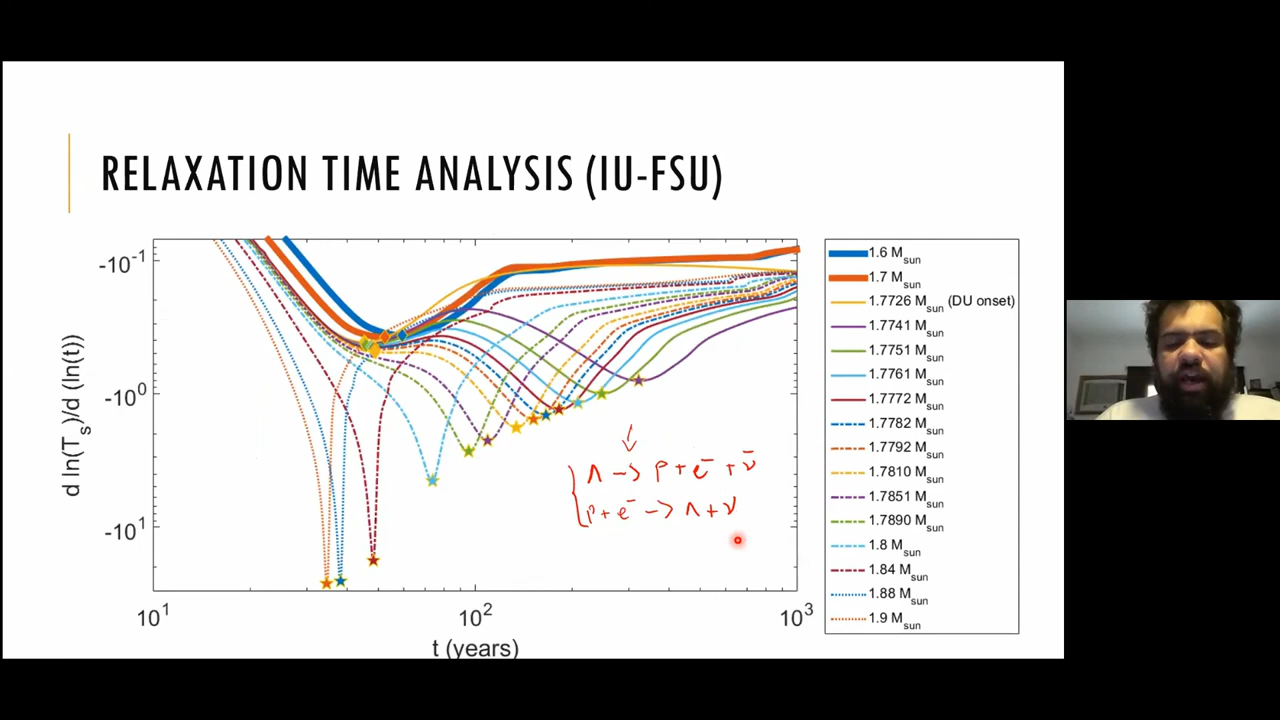 RELAXATION TIME ANALYSIS (IU-FSU)
-10^-1
-10^0
-10^1
d ln(T_s)/d (ln(t))
10^1
10^2
10^3
t (years)
1.6 M_sun
1.7 M_sun
1.7726 M_sun (DU onset)
1.7741 M_sun
1.7751 M_sun
1.7761 M_sun
1.7772 M_sun
1.7782 M_sun
1.7792 M_sun
1.7810 M_sun
1.7851 M_sun
1.7890 M_sun
1.8 M_sun
1.84 M_sun
1.88 M_sun
1.9 M_sun
n → p + e^- + ν̄
p + e^- → n + ν